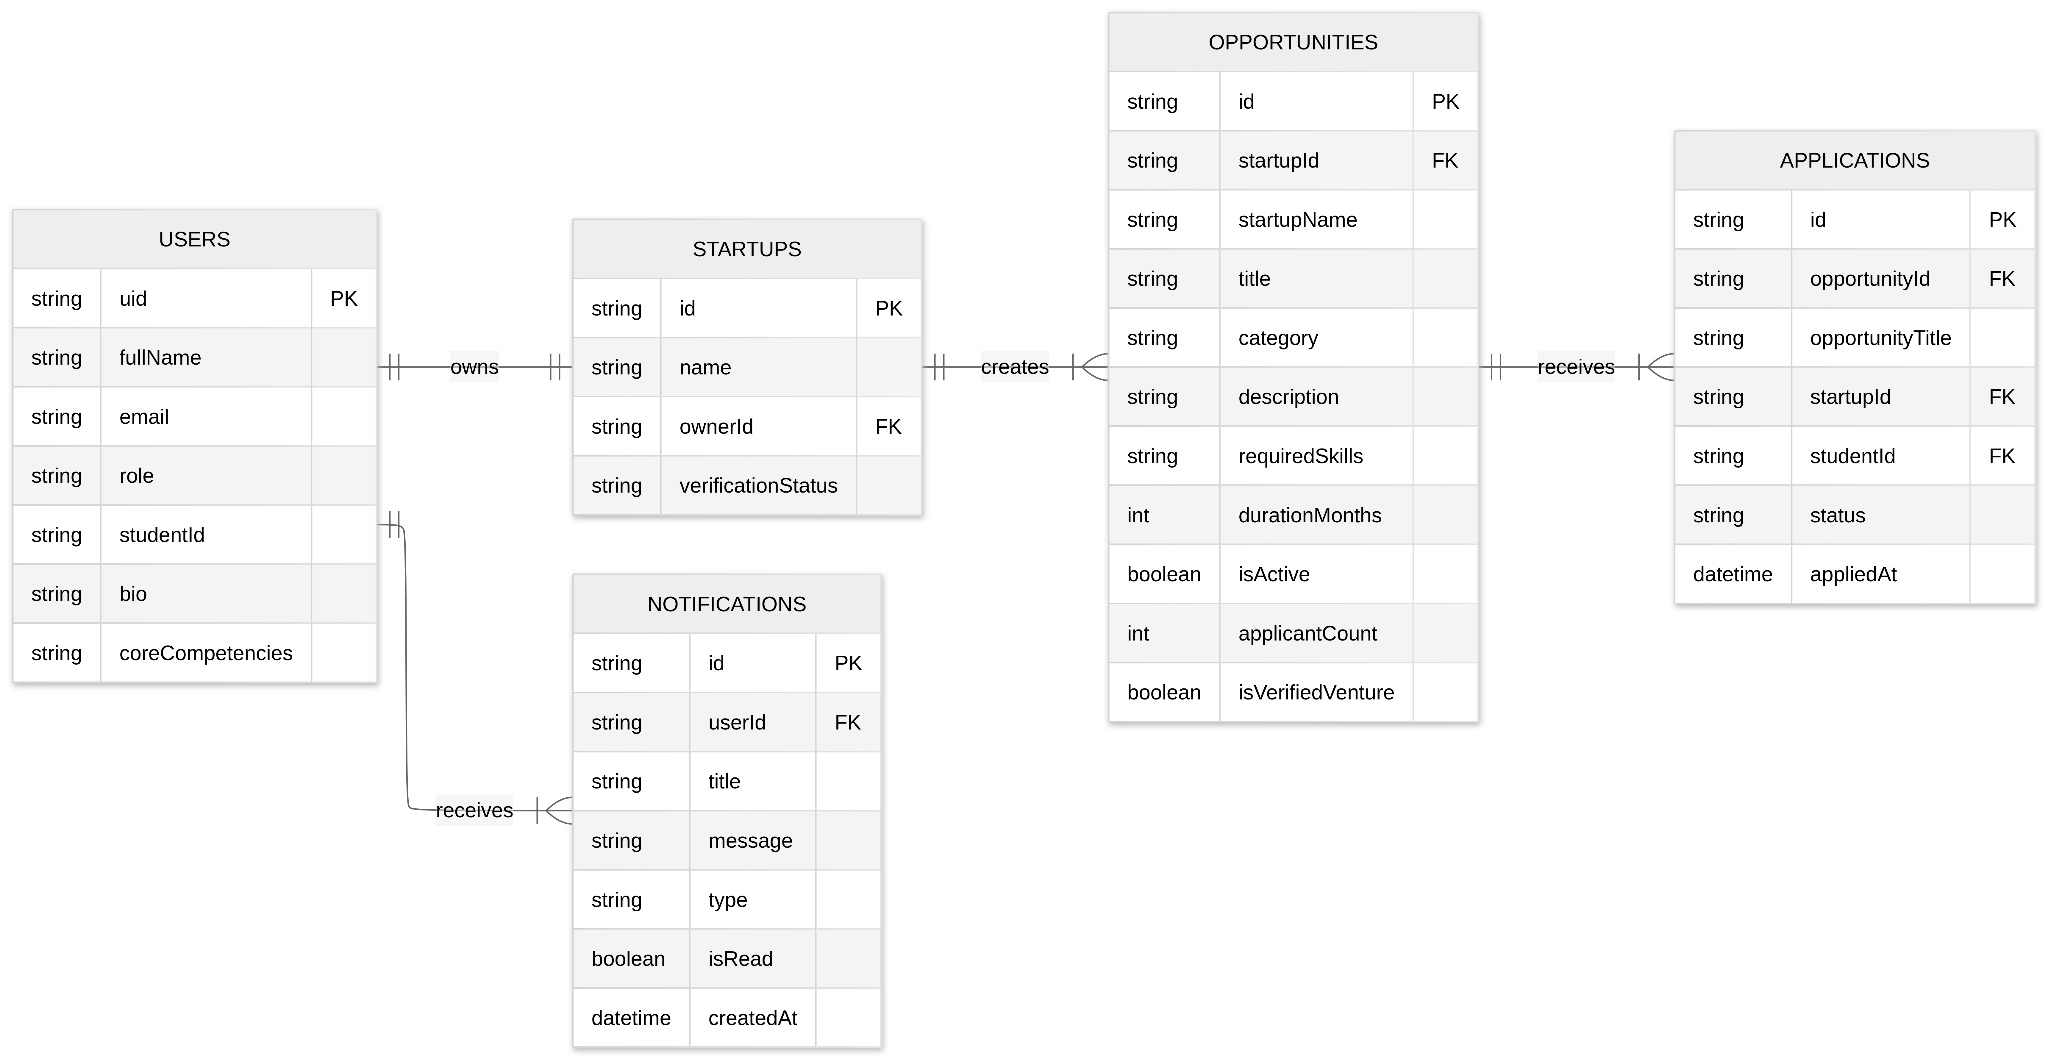 USERS
string uid PK
string fullName
string email
string role
string studentId
string bio
string coreCompetencies
owns
receives
STARTUPS
string id PK
string name
string ownerId FK
string verificationStatus
NOTIFICATIONS
string id PK
string userId FK
string title
string message
string type
boolean isRead
datetime createdAt
creates
OPPORTUNITIES
string id PK
string startupId FK
string startupName
string title
string category
string description
string requiredSkills
int durationMonths
boolean isActive
int applicantCount
boolean isVerifiedVenture
receives
APPLICATIONS
string id PK
string opportunityId FK
string opportunityTitle
string startupId FK
string studentId FK
string status
datetime appliedAt